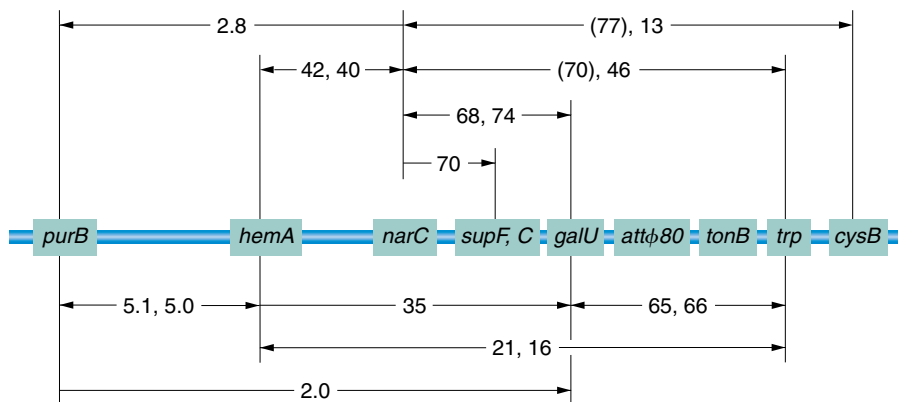 2.8 (77), 13
42, 40 (70), 46
68, 74
70
purB hemA narC supF, C galU attϕ80 tonB trp cysB
5.1, 5.0 35 65, 66
21, 16
2.0